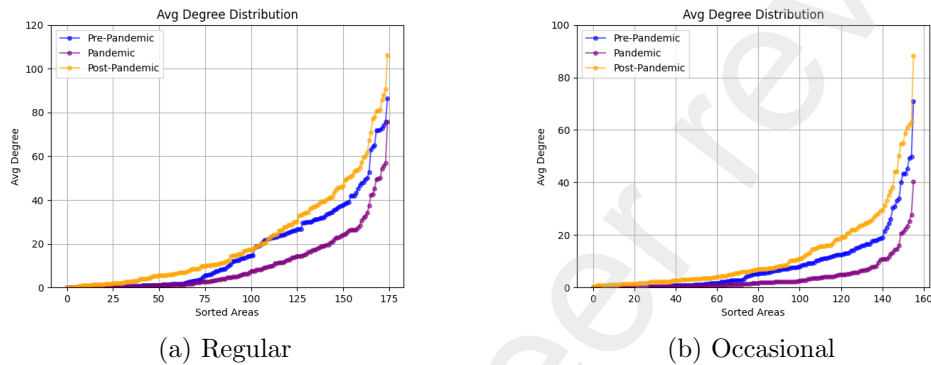 Avg Degree Distribution
120
100
80
60
40
20
0
Avg Degree
Pre-Pandemic
Pandemic
Post-Pandemic
0 25 50 75 100 125 150 175
Sorted Areas
(a) Regular
Avg Degree Distribution
100
80
60
40
20
0
Avg Degree
Pre-Pandemic
Pandemic
Post-Pandemic
0 20 40 60 80 100 120 140 160
Sorted Areas
(b) Occasional